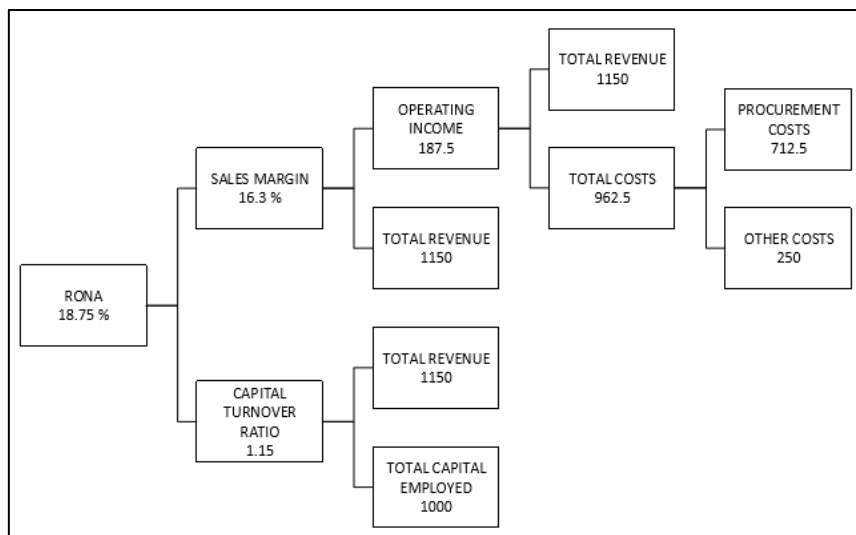 TOTAL REVENUE
1150
OPERATING
INCOME
187.5
PROCUREMENT
COSTS
712.5
SALES MARGIN
16.3 %
TOTAL COSTS
962.5
TOTAL REVENUE
1150
OTHER COSTS
250
RONA
18.75 %
TOTAL REVENUE
1150
CAPITAL
TURNOVER
RATIO
1.15
TOTAL CAPITAL
EMPLOYED
1000